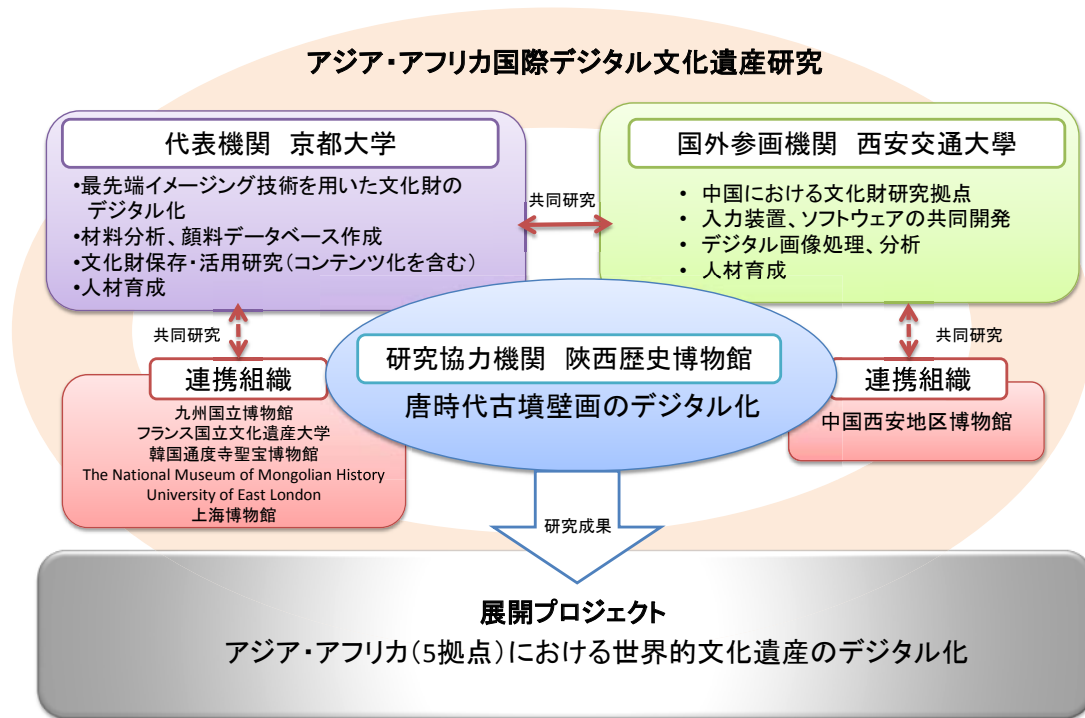 アジア・アフリカ国際デジタル文化遺産研究
代表機関　京都大学
•最先端イメージング技術を用いた文化財の
デジタル化
•材料分析、顔料データベース作成
•文化財保存・活用研究（コンテンツ化を含む）
•人材育成
共同研究
国外参画機関　西安交通大學
• 中国における文化財研究拠点
• 入力装置、ソフトウェアの共同開発
• デジタル画像処理、分析
• 人材育成
共同研究
共同研究
研究協力機関　陝西歴史博物館
唐時代古墳壁画のデジタル化
連携組織
九州国立博物館
フランス国立文化遺産大学
韓国通度寺聖宝博物館
The National Museum of Mongolian History
University of East London
上海博物館
連携組織
中国西安地区博物館
研究成果
展開プロジェクト
アジア・アフリカ（5拠点）における世界的文化遺産のデジタル化